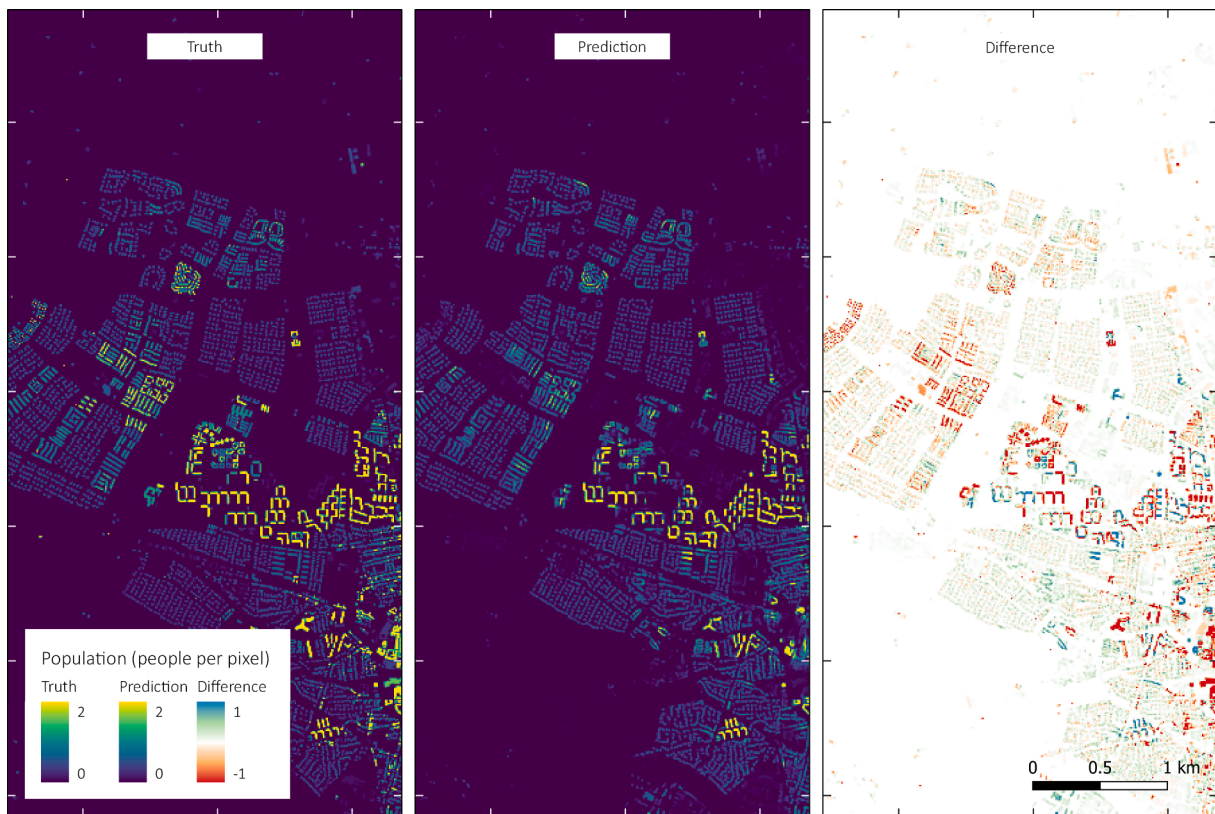 Truth
Prediction
Difference
Population (people per pixel)
Truth Prediction Difference
2 2 1
0 0 -1
0 0.5 1 km